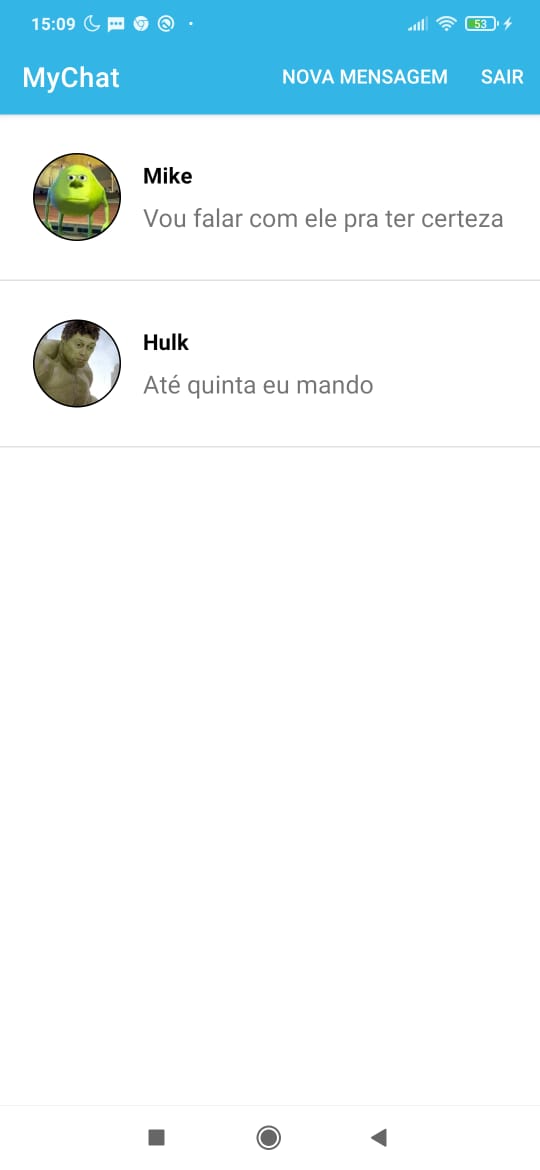 15:09
53
MyChat NOVA MENSAGEM SAIR
Mike
Vou falar com ele pra ter certeza
Hulk
Até quinta eu mando